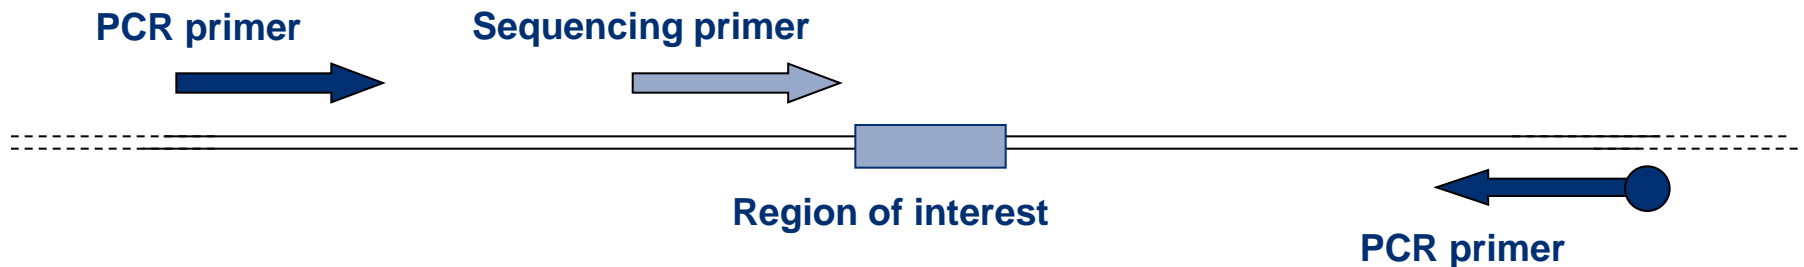 PCR primer
Sequencing primer
Region of interest
PCR primer